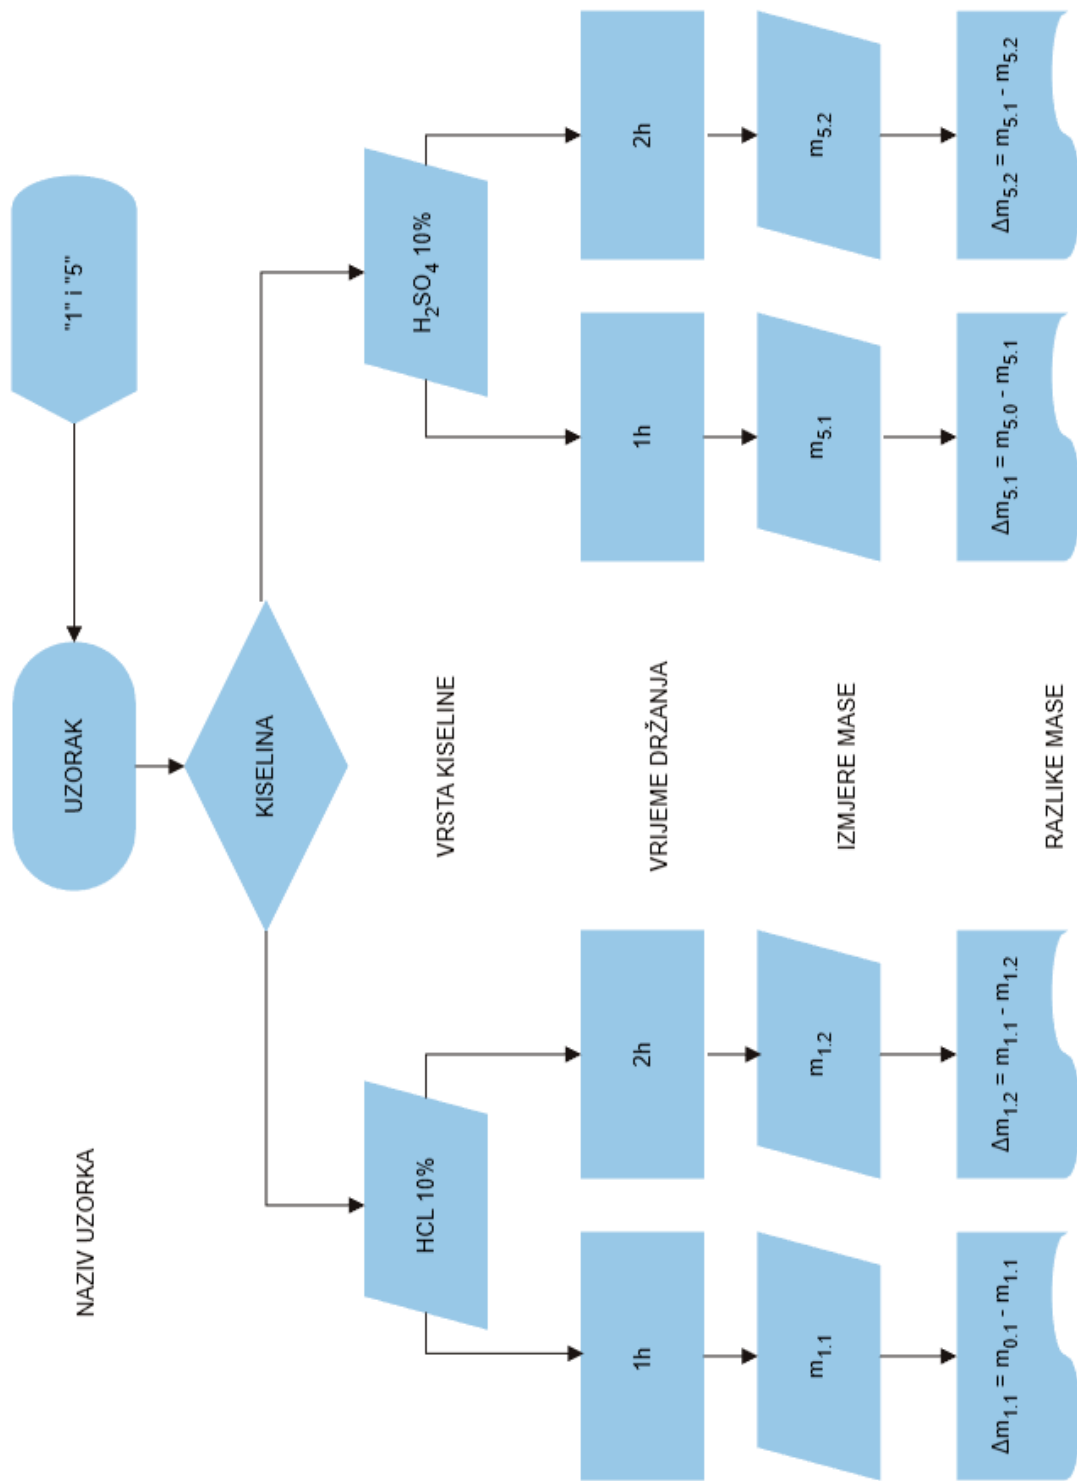 NAZIV UZORKA
UZORAK
"1" i "5"
KISELINA
HCL 10%
VRSTA KISELINE
H₂SO₄ 10%
1h
2h
VRIJEME DRŽANJA
1h
2h
m₁.₁
m₁.₂
IZMJERE MASE
m₅.₁
m₅.₂
Δm₁.₁ = m₀.₁ - m₁.₁
Δm₁.₂ = m₁.₁ - m₁.₂
RAZLIKE MASE
Δm₅.₁ = m₅.₀ - m₅.₁
Δm₅.₂ = m₅.₁ - m₅.₂